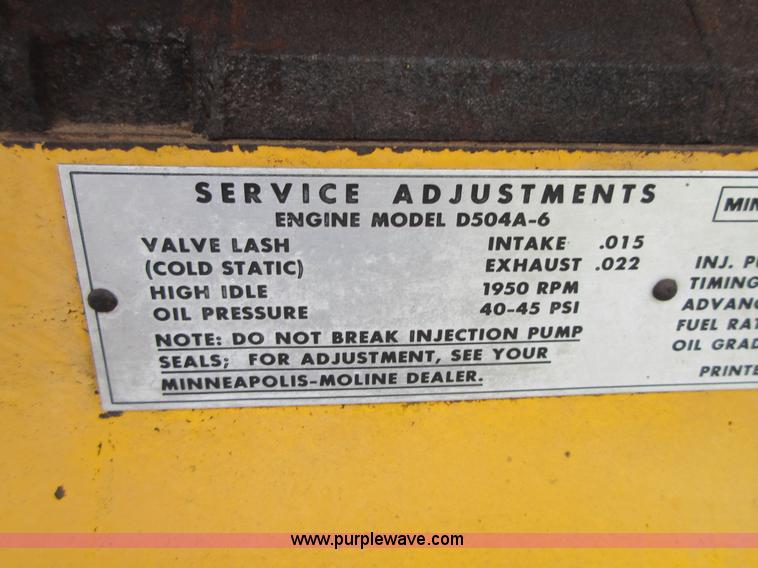 SERVICE ADJUSTMENTS
ENGINE MODEL D504A-6
VALVE LASH INTAKE .015
(COLD STATIC) EXHAUST .022
HIGH IDLE 1950 RPM
OIL PRESSURE 40-45 PSI
NOTE: DO NOT BREAK INJECTION PUMP
SEALS; FOR ADJUSTMENT, SEE YOUR
MINNEAPOLIS-MOLINE DEALER.
INJ.
TIMING
OIL
www.purplewave.com